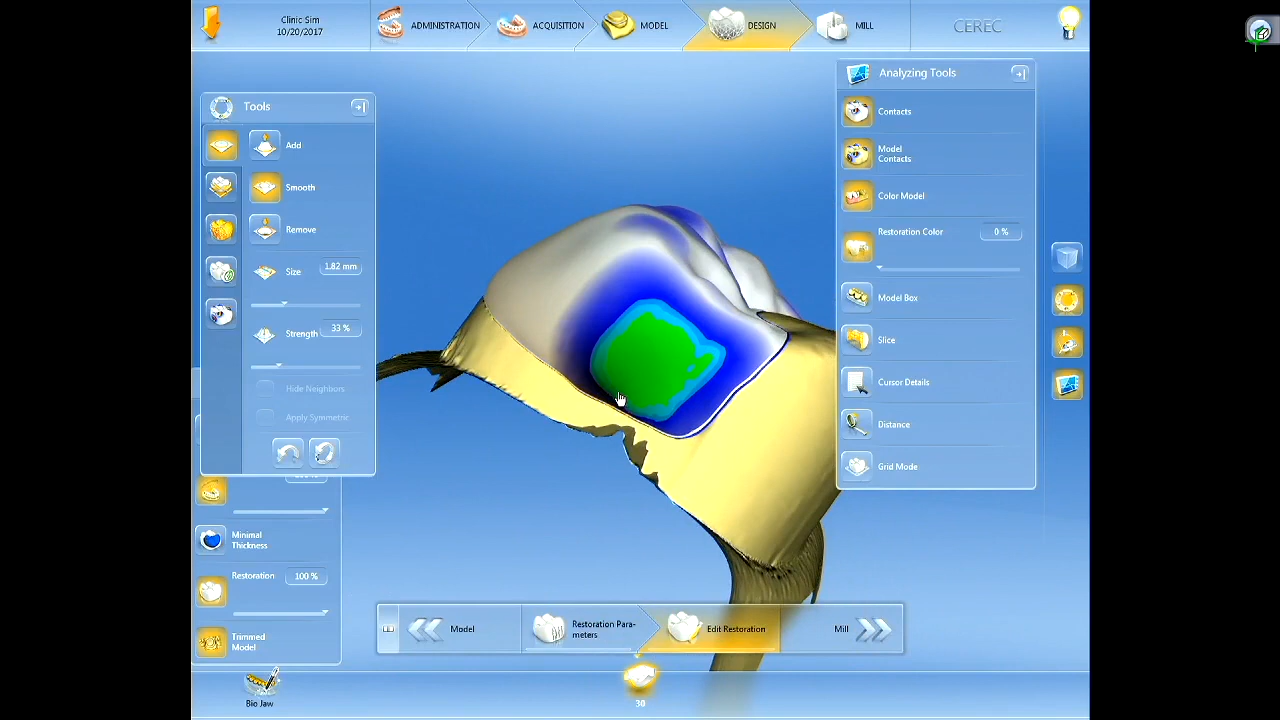 Clinic Sim
10/20/2017
ADMINISTRATION
ACQUISITION
MODEL
DESIGN
MILL
CEREC
Tools
Add
Smooth
Remove
Size
1.82 mm
Strength
33 %
Hide Neighbors
Apply Symmetric
Minimal
Thickness
Restoration
100 %
Trimmed
Model
Analyzing Tools
Contacts
Model
Contacts
Color Model
Restoration Color
0 %
Model Box
Slice
Cursor Details
Distance
Grid Mode
Model
Restoration Para-
meters
Edit Restoration
Mill
Bio Jaw
30